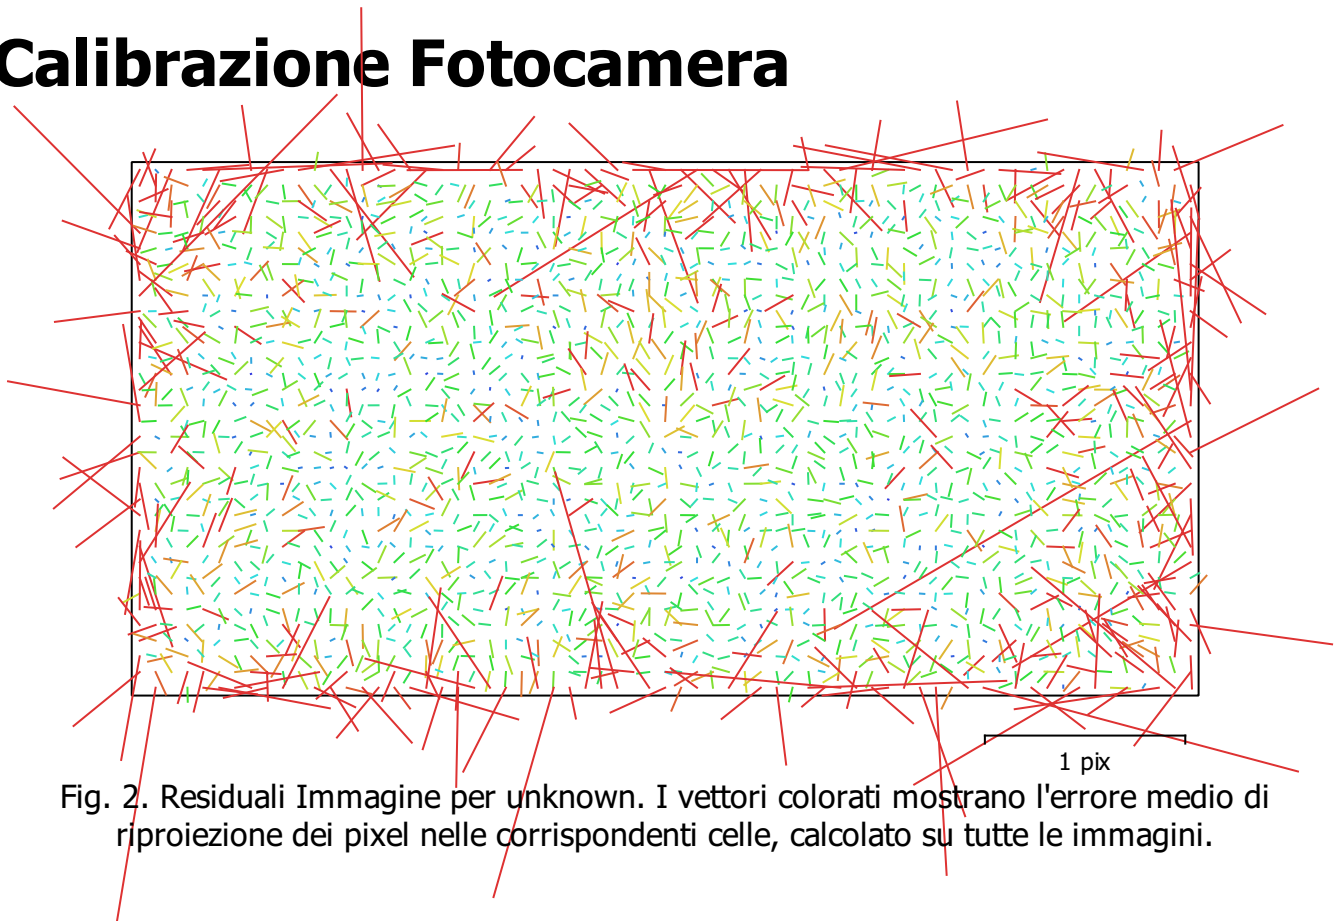 Calibrazione Fotocamera
1 pix
Fig. 2. Residuali Immagine per unknown. I vettori colorati mostrano l'errore medio di
riproiezione dei pixel nelle corrispondenti celle, calcolato su tutte le immagini.